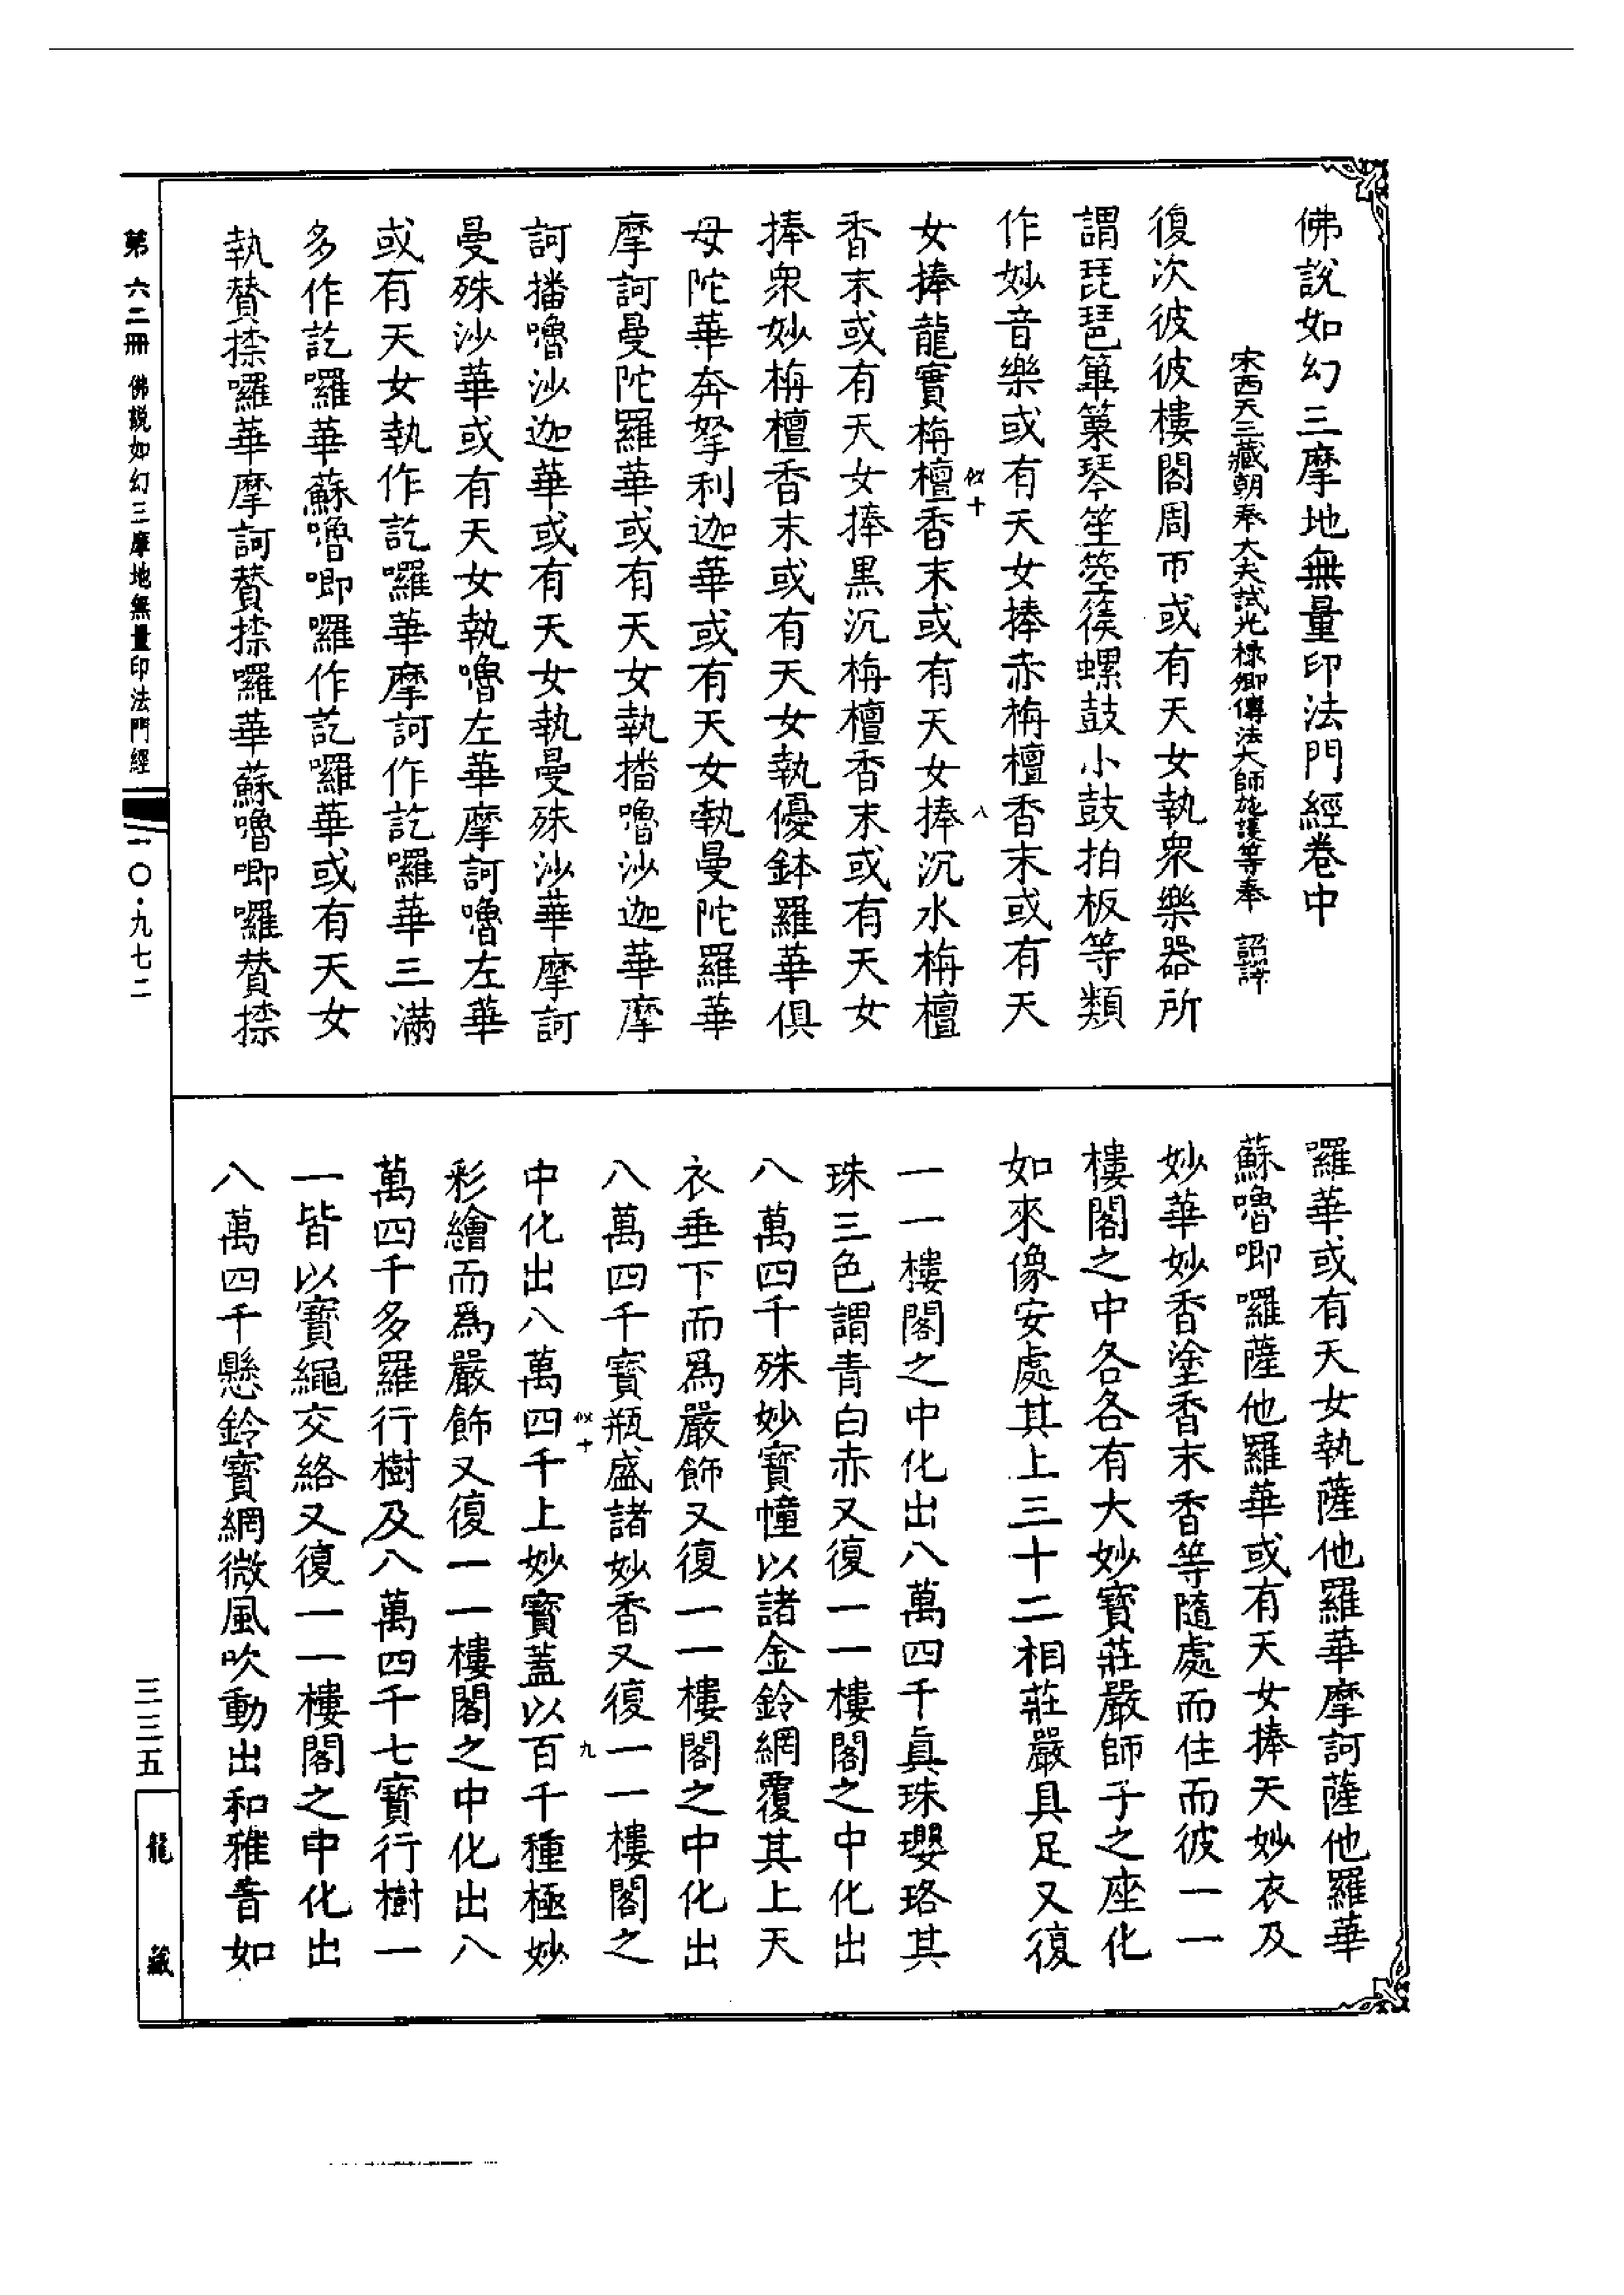 佛說如幻三摩地無量印法門經卷中
宋西天三藏朝奉大夫試光祿卿傳法大師施護等奉 詔譯
復次彼彼樓閣周帀或有天女執衆樂器所
謂琵琶篳篥琴笙箜篌螺鼓小鼓拍板等類
作妙音樂或有天女捧赤栴檀香末或有天
女捧龍實栴檀香末或有天女捧沉水栴檀
香末或有天女捧黑沉栴檀香末或有天女
捧衆妙栴檀香末或有天女執優鉢羅華俱
母陀華奔拏利迦華或有天女執曼陀羅華
摩訶曼陀羅華或有天女執播嚕沙迦華摩
訶播嚕沙迦華或有天女執曼殊沙華摩訶
曼殊沙華或有天女執嚕左華摩訶嚕左華
或有天女執作訖囉華摩訶作訖囉華三滿
多作訖囉華蘇嚕唧囉作訖囉華或有天女
執賛捺囉華摩訶賛捺囉華蘇嚕唧囉賛捺
囉華或有天女執薩他羅華摩訶薩他羅華
蘇嚕唧囉薩他羅華或有天女捧天妙衣及
妙華妙香塗香末香等隨處而住而彼一一
樓閣之中各各有大妙寶莊嚴師子之座化
如來像安處其上三十二相莊嚴具足又復
一一樓閣之中化出八萬四千眞珠瓔珞其
珠三色謂青白赤又復一一樓閣之中化出
八萬四千殊妙寶幢以諸金鈴網覆其上天
衣垂下而爲嚴飾又復一一樓閣之中化出
八萬四千寶瓶盛諸妙香又復一一樓閣之
中化出八萬四千上妙寶蓋以百千種極妙
彩繪而爲嚴飾又復一一樓閣之中化出八
萬四千多羅行樹及八萬四千七寶行樹一
一皆以寶繩交絡又復一一樓閣之中化出
八萬四千懸鈴寶網微風吹動出和雅音如
第六二冊 佛説如幻三摩地無量印法門經
一〇·九七二
三三五
龍藏
十
八
十
九